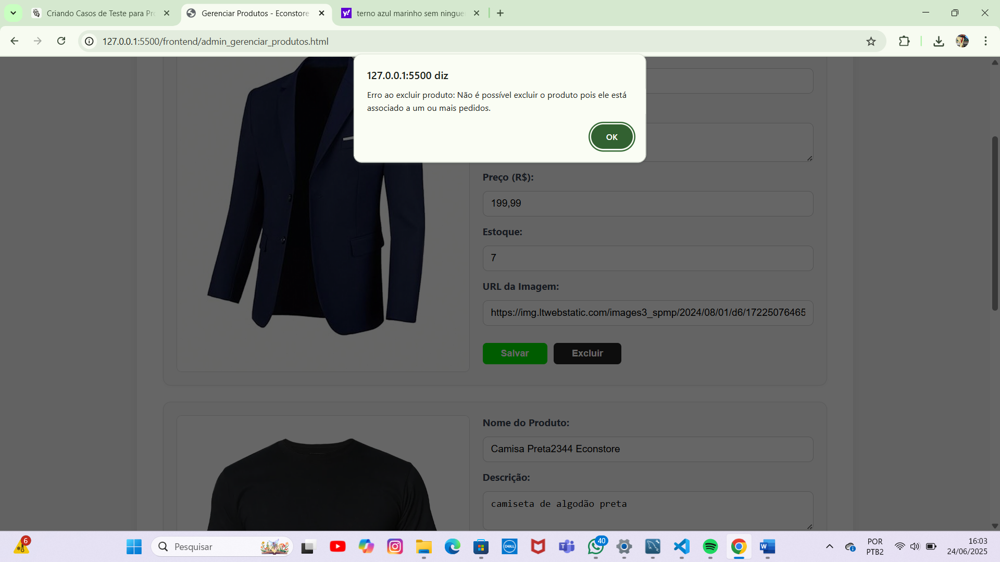 Criando Casos de Teste para Pro
Gerenciar Produtos - Econstore
terno azul marinho sem ningue
127.0.0.1:5500/frontend/admin_gerenciar_produtos.html
127.0.0.1:5500 diz
Erro ao excluir produto: Não é possível excluir o produto pois ele está
associado a um ou mais pedidos.
OK
Preço (R$):
199,99
Estoque:
7
URL da Imagem:
https://img.ltwebstatic.com/images3_spmp/2024/08/01/d6/17225076465
Salvar
Excluir
Nome do Produto:
Camisa Preta2344 Econstore
Descrição:
camiseta de algodão preta
6
Pesquisar
DELL
40
W
POR
PTB2
16:03
24/06/2025